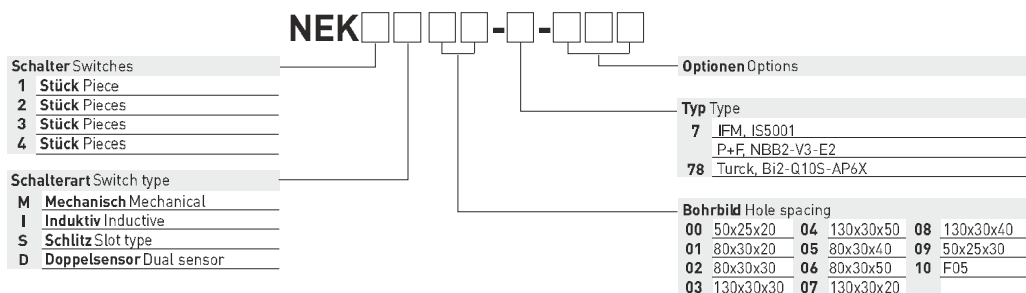 NEK - -
Schalter Switches
1 Stück Piece
2 Stück Pieces
3 Stück Pieces
4 Stück Pieces
Schalterart Switch type
M Mechanisch Mechanical
I Induktiv Inductive
S Schlitz Slot type
D Doppelsensor Dual sensor
Optionen Options
Typ Type
7 IFM, IS5001
P+F, NBB2-V3-E2
78 Turck, Bi2-Q10S-AP6X
Bohrbild Hole spacing
00 50x25x20 04 130x30x50 08 130x30x40
01 80x30x20 05 80x30x40 09 50x25x30
02 80x30x30 06 80x30x50 10 F05
03 130x30x30 07 130x30x20